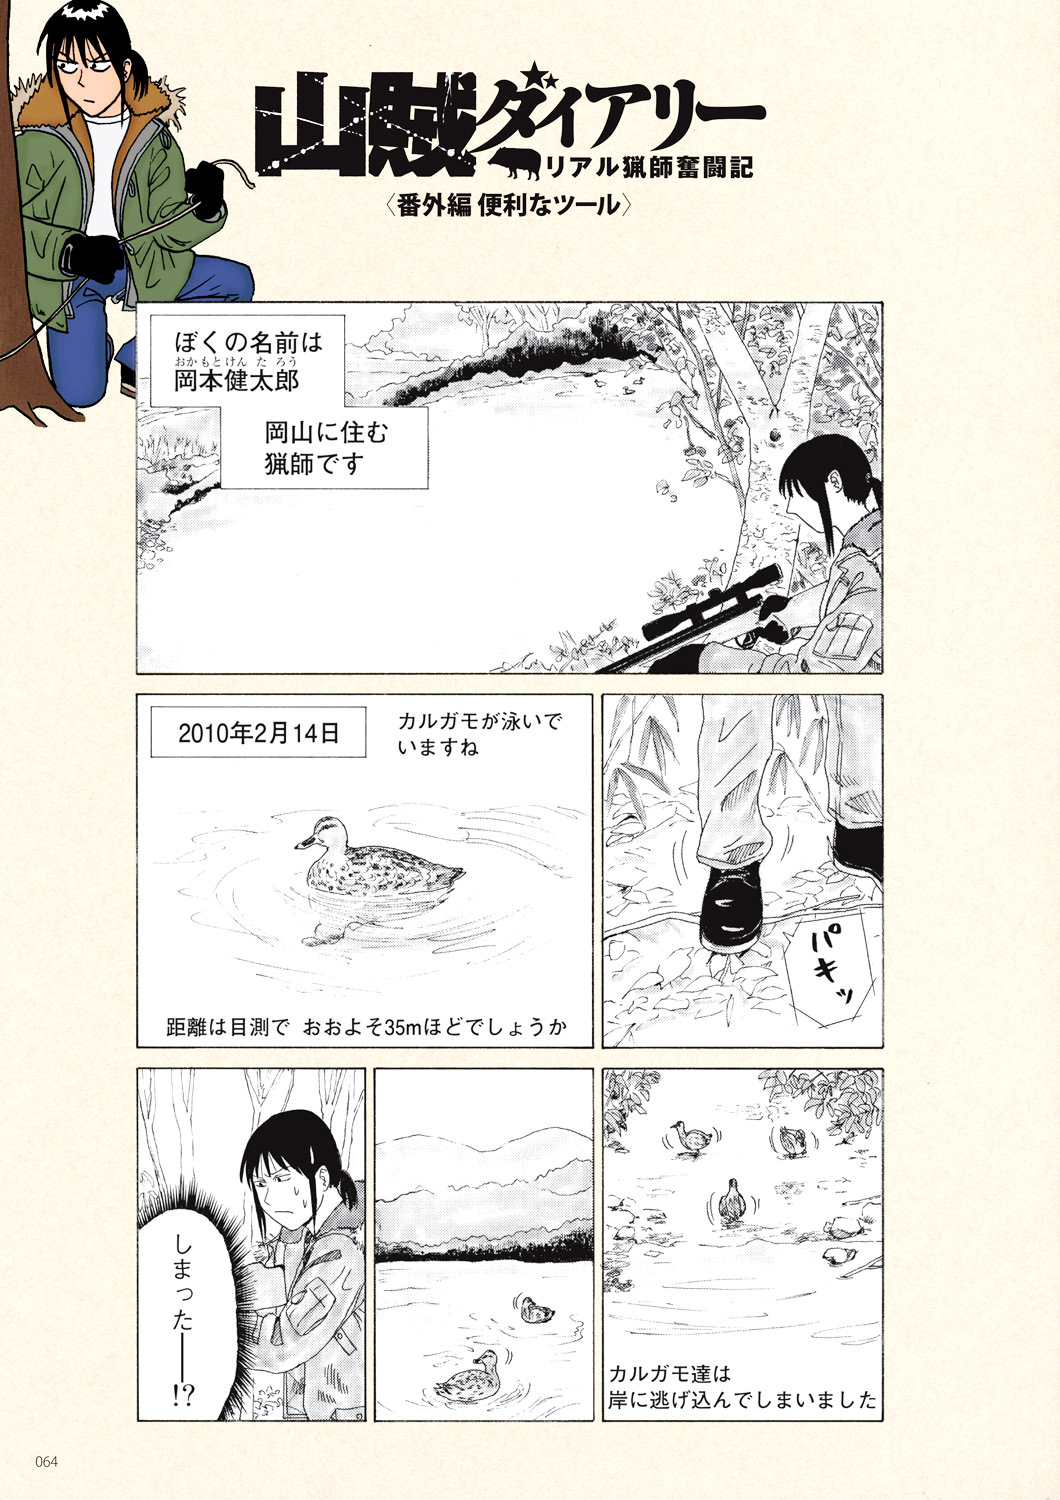 山賊ダイアリー
リアル猟師奮闘記
〈番外編 便利なツール〉
ぼくの名前は
おかもとけんたろう
岡本健太郎
岡山に住む
猟師です
2010年2月14日
カルガモが泳いで
いますね
距離は目測で おおよそ35mほどでしょうか
パキッ
しまった――!?
カルガモ達は
岸に逃げ込んでしまいました
064